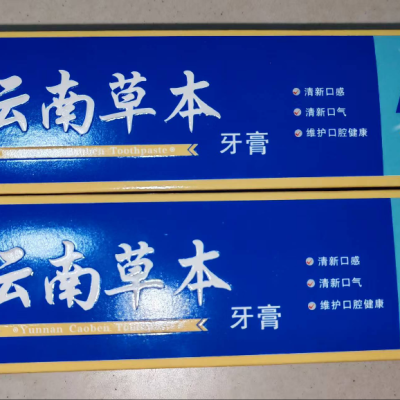 云南草本
Toothpaste
牙膏
清新口感
清新口气
维护口腔健康
云南草本
Yunnan Caoben
牙膏
清新口感
清新口气
维护口腔健康